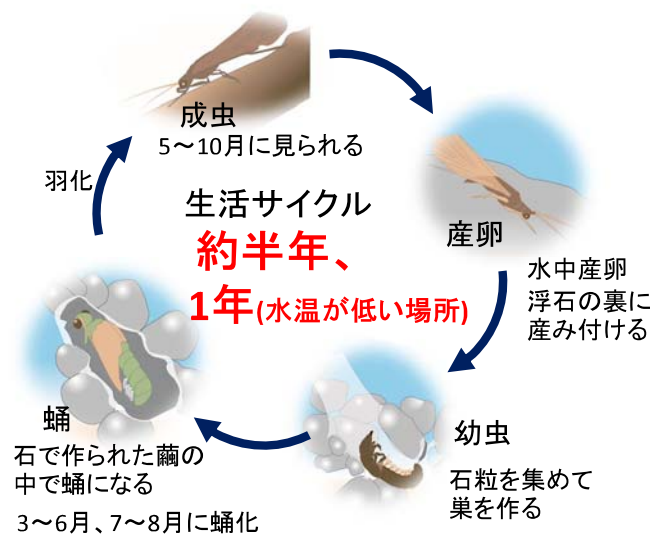 成虫
5～10月に見られる
羽化
生活サイクル
約半年、
1年(水温が低い場所)
産卵
水中産卵
浮石の裏に
産み付ける
幼虫
石粒を集めて
巣を作る
蛹
石で作られた繭の
中で蛹になる
3～6月、7～8月に蛹化